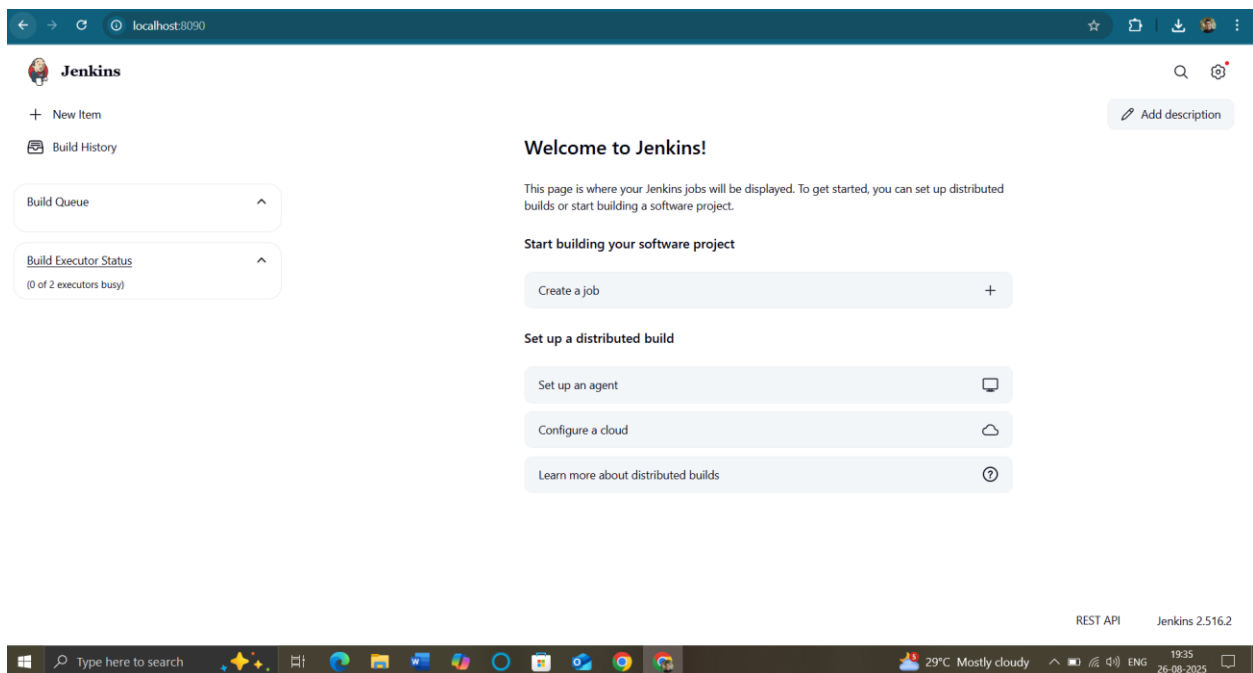 localhost:8090
Jenkins
New Item
Add description
Build History
Welcome to Jenkins!
This page is where your Jenkins jobs will be displayed. To get started, you can set up distributed
builds or start building a software project.
Build Queue
Start building your software project
Build Executor Status
(0 of 2 executors busy)
Create a job
Set up a distributed build
Set up an agent
Configure a cloud
Learn more about distributed builds
REST API Jenkins 2.516.2
Type here to search
5
29°C Mostly cloudy
ENG
19:35
26-08-2025